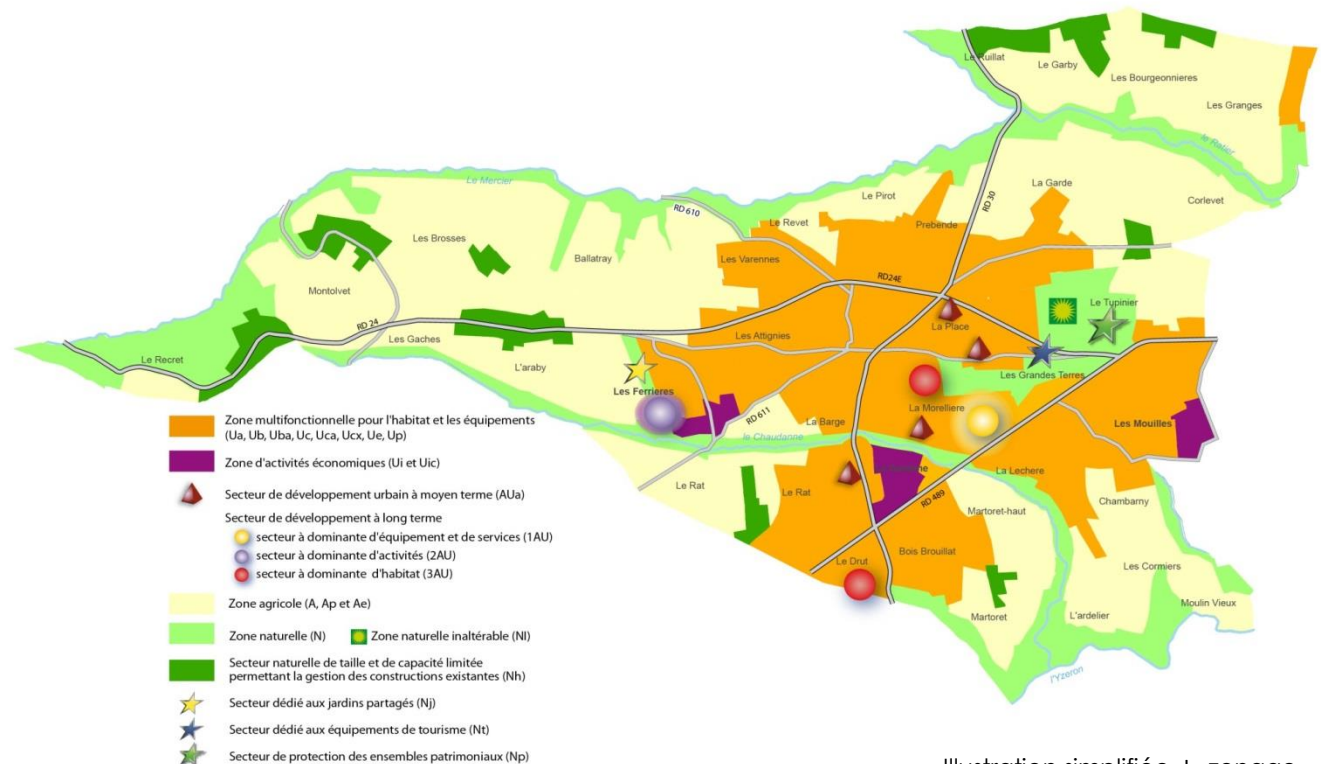 Le Ruillat
Le Garby
Les Bourgeonnieres
Les Granges
le Ratier
Le Mercier
RD 610
Le Pirot
La Garde
RD 30
Corlevet
Le Revet
Prebende
Les Brosses
Ballatray
Les Varennes
RD24E
Montolvet
Le Tupinier
RD 24
Les Gaches
Les Attignies
La Place
Le Recret
L'araby
Les Ferrieres
Les Grandes Terres
RD 611
La Morelliere
La Barge
Les Mouilles
le Chaudanne
Le Rat
Le Rat
La Lechere
RD 489
Martoret-haut
Chambarny
Bois Brouillat
Le Drut
Les Cormiers
Martoret
L'ardelier
Moulin Vieux
l'Yzeron
Zone multifonctionnelle pour l'habitat et les équipements
(Ua, Ub, Uba, Uc, Uca, Ucx, Ue, Up)
Zone d'activités économiques (Ui et Uic)
Secteur de développement urbain à moyen terme (AUa)
Secteur de développement à long terme
secteur à dominante d'équipement et de services (1AU)
secteur à dominante d'activités (2AU)
secteur à dominante d'habitat (3AU)
Zone agricole (A, Ap et Ae)
Zone naturelle (N) Zone naturelle inaltérable (Nl)
Secteur naturelle de taille et de capacité limitée
permettant la gestion des constructions existantes (Nh)
Secteur dédié aux jardins partagés (Nj)
Secteur dédié aux équipements de tourisme (Nt)
Secteur de protection des ensembles patrimoniaux (Np)
Illustration simplifiée zonage